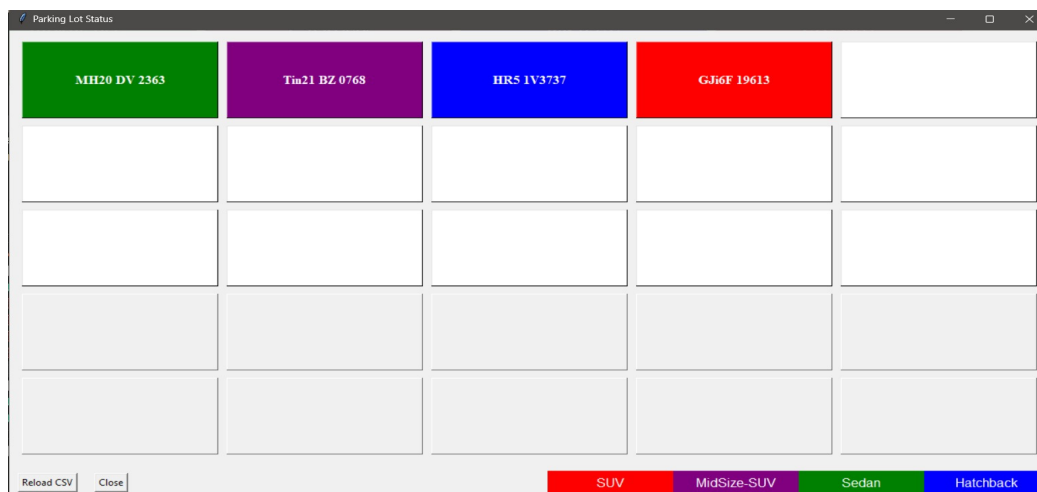 Parking Lot Status
MH20 DV 2363
Tin21 BZ 0768
HR5 1V3737
GJi6F 19613
Reload CSV
Close
SUV
MidSize-SUV
Sedan
Hatchback